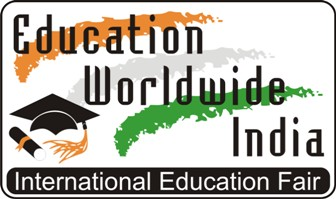 Education
Worldwide
India
International Education Fair